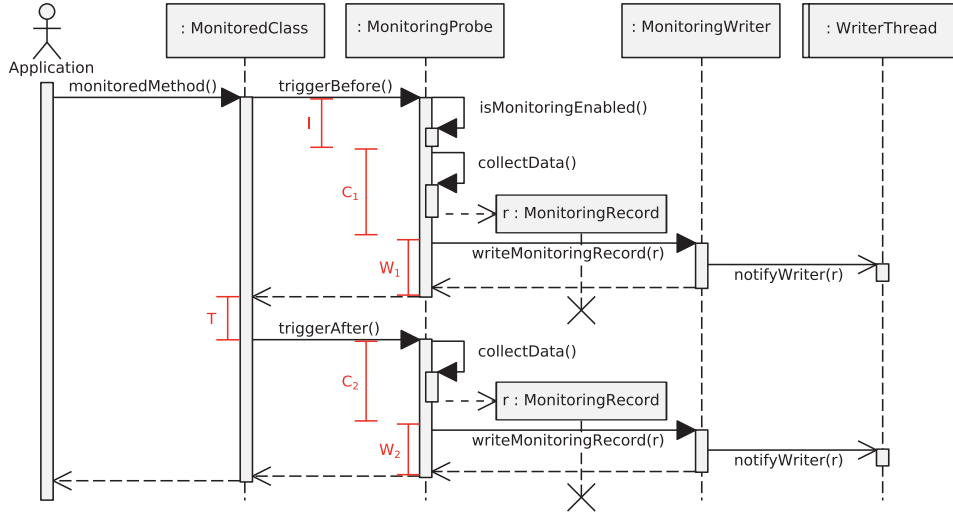 : MonitoredClass
: MonitoringProbe
: MonitoringWriter
: WriterThread
Application
monitoredMethod()
triggerBefore()
isMonitoringEnabled()
I
collectData()
C1
r : MonitoringRecord
writeMonitoringRecord(r)
W1
notifyWriter(r)
T
triggerAfter()
collectData()
C2
r : MonitoringRecord
writeMonitoringRecord(r)
W2
notifyWriter(r)